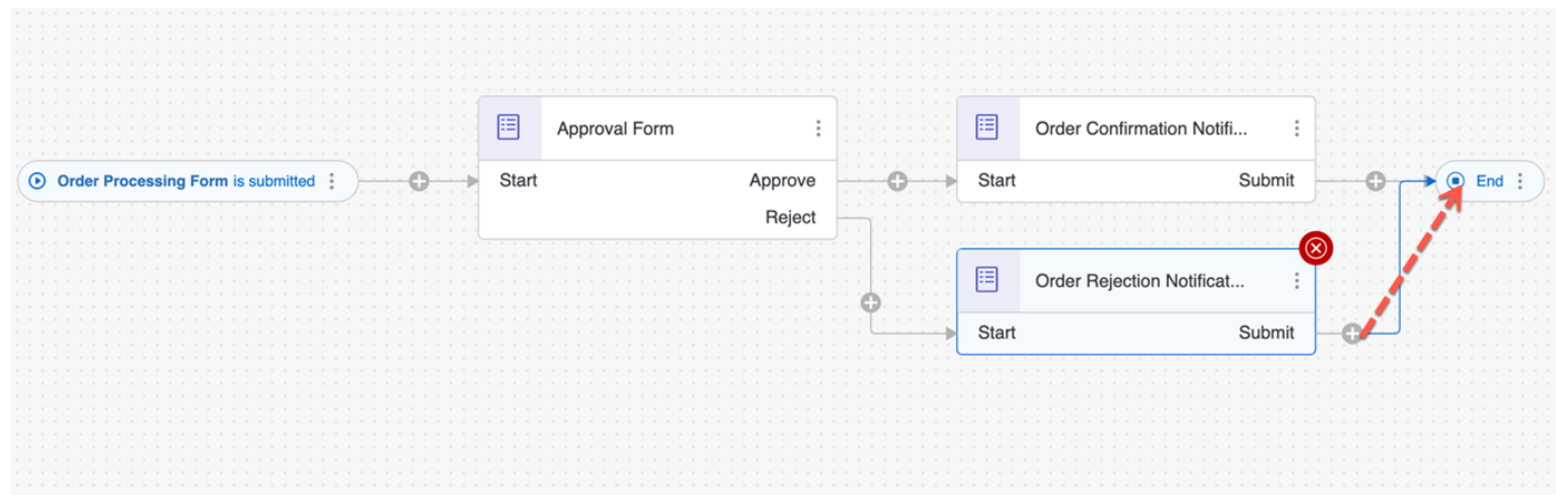 Order Processing Form is submitted
Approval Form
Start Approve
Reject
Order Confirmation Notifi...
Start Submit
Order Rejection Notificat...
Start Submit
End